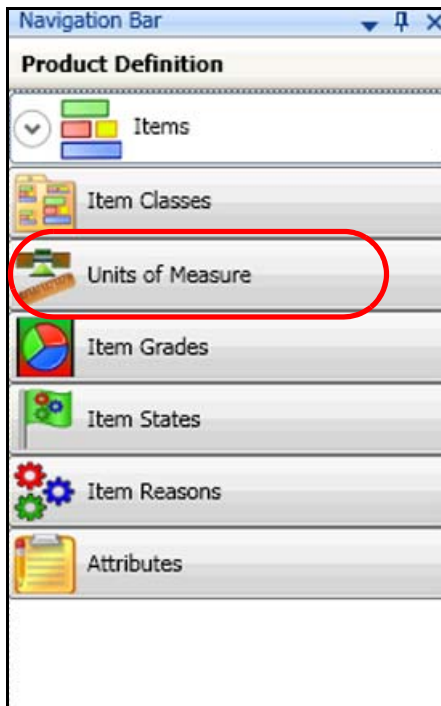 Navigation Bar
Product Definition
Items
Item Classes
Units of Measure
Item Grades
Item States
Item Reasons
Attributes